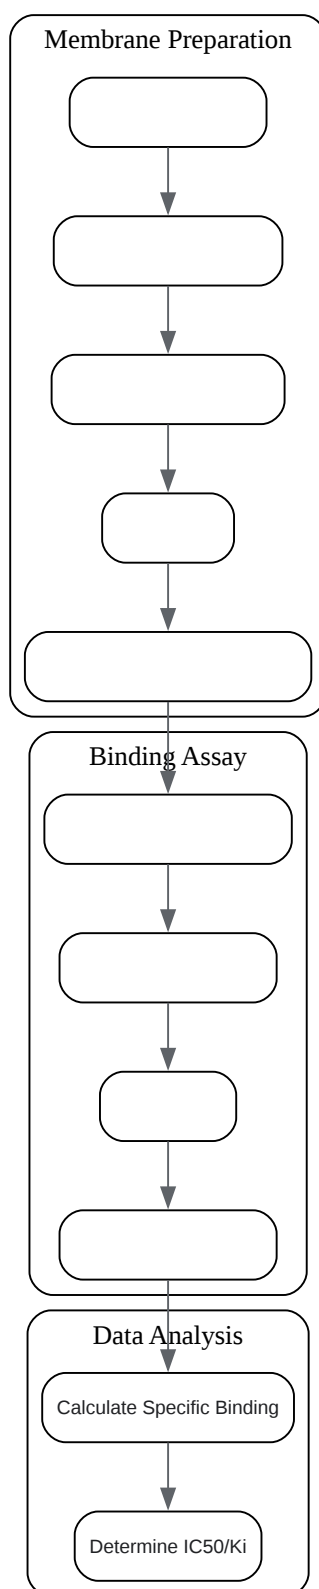 Membrane Preparation
Binding Assay
Data Analysis
Calculate Specific Binding
Determine IC50/Ki